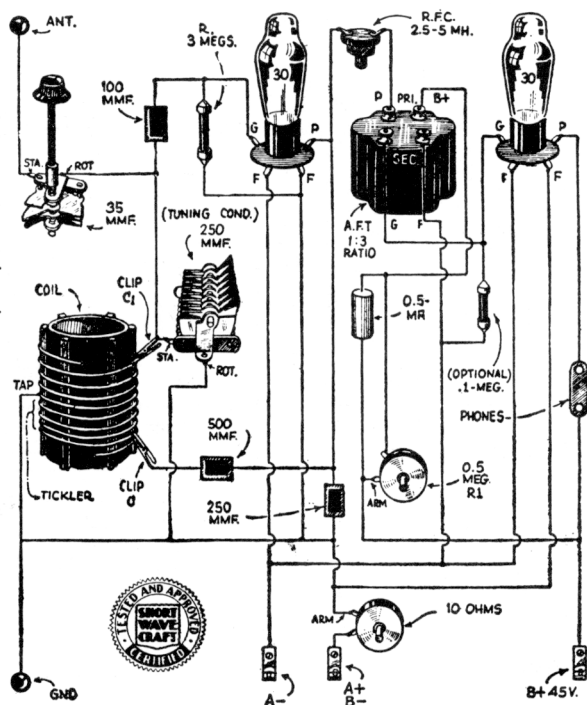 ANT.
R.
3 MEGS.
30
R.F.C.
2.5-5 MH.
30
100
MMF.
P
PRI.
B+
G
P
G
P
SEC.
F
F
F
F
STA.
ROT
35
MMF.
(TUNING COND.)
250
MMF.
G
F
A.F.T
1:3
RATIO
COIL
CLIP
C1
STA.
ROT.
0.5-
MR
(OPTIONAL)
.1-MEG.
TAP
PHONES
500
MMF.
TICKLER
CLIP
C
250
MMF.
ARM
0.5
MEG.
R1
TESTED AND APPROVED
SHORT
WAVE
CRAFT
CERTIFIED
ARM
10 OHMS
GND
A-
A+
B-
B+45V.